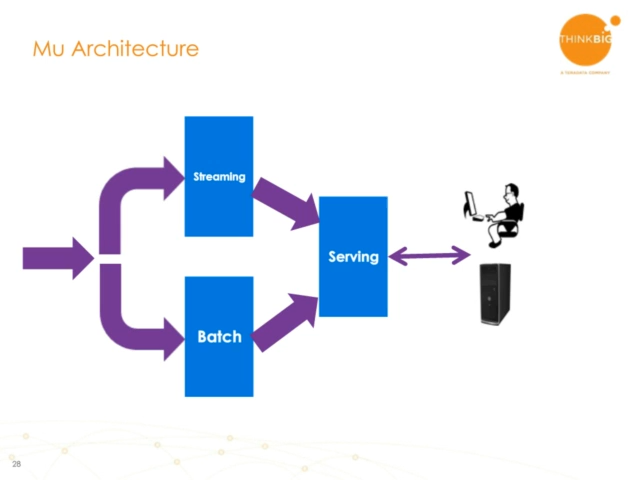 Mu Architecture
THINKBIG
A TERADATA COMPANY
Streaming
Serving
Batch
28